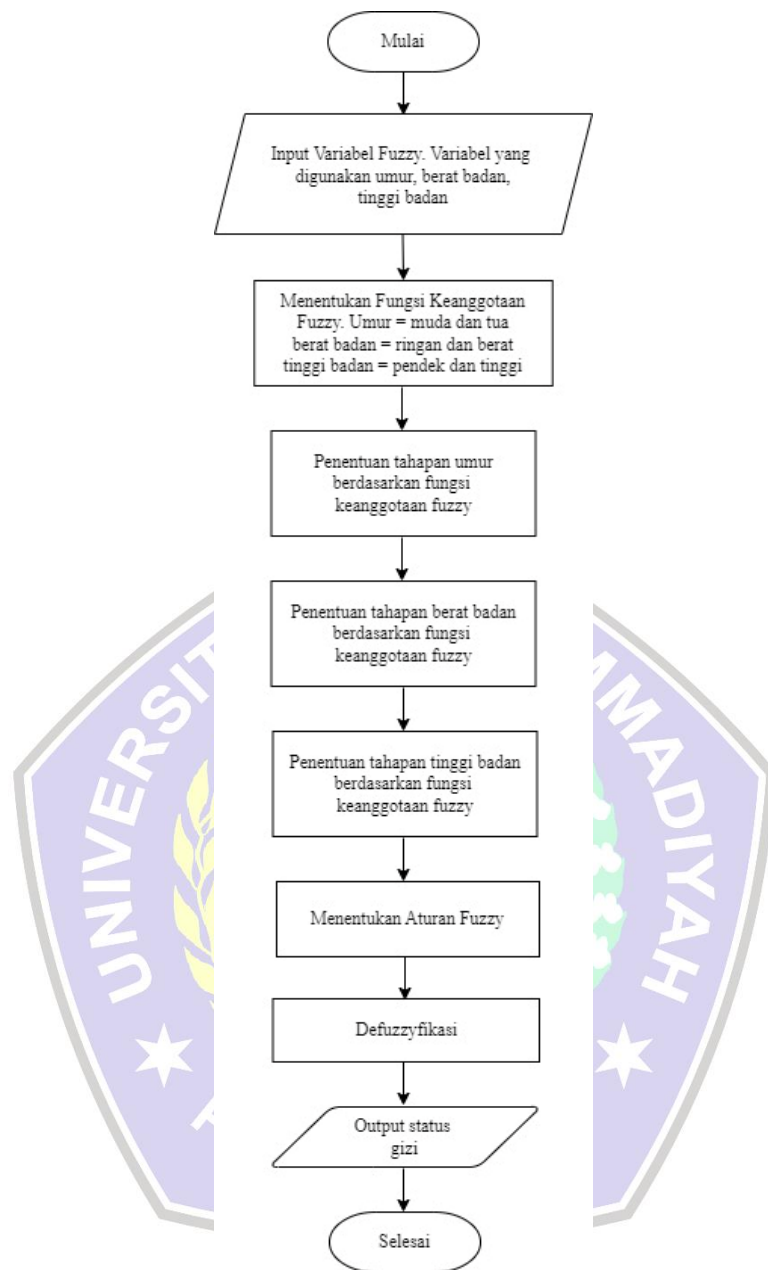 Mulai
Input Variabel Fuzzy. Variabel yang
digunakan umur, berat badan,
tinggi badan
Menentukan Fungsi Keanggotaan
Fuzzy. Umur = muda dan tua
berat badan = ringan dan berat
tinggi badan = pendek dan tinggi
Penentuan tahapan umur
berdasarkan fungsi
keanggotaan fuzzy
Penentuan tahapan berat badan
berdasarkan fungsi
keanggotaan fuzzy
Penentuan tahapan tinggi badan
berdasarkan fungsi
keanggotaan fuzzy
Menentukan Aturan Fuzzy
Defuzzyfikasi
Output status
gizi
Selesai
UNIVERSIT
MMADIYAH